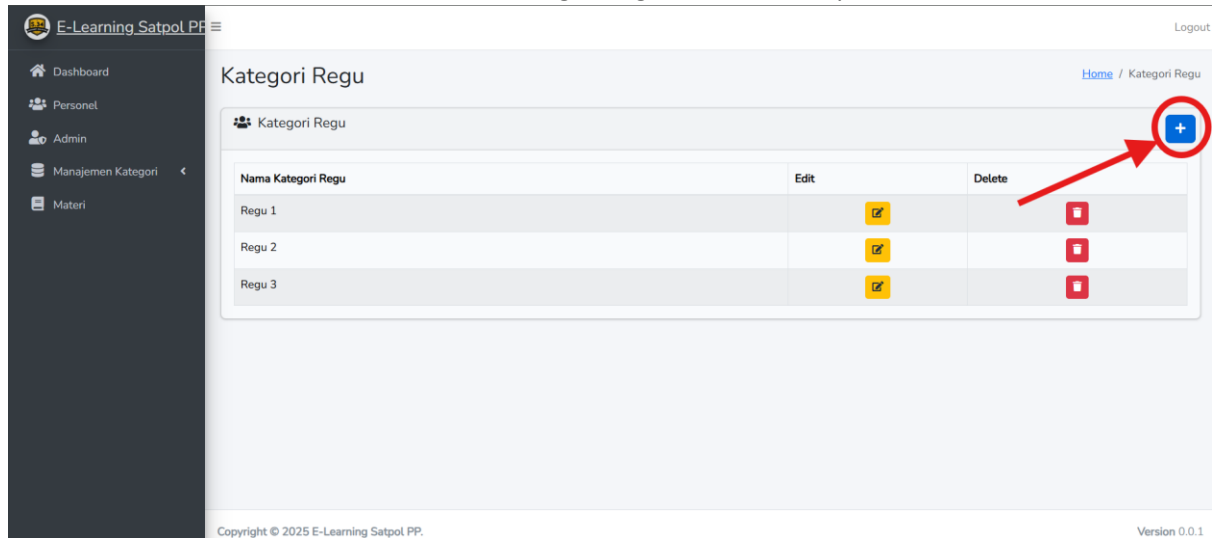 E-Learning Satpol PP
Logout
Dashboard
Personel
Admin
Manajemen Kategori
Materi
Kategori Regu
Home / Kategori Regu
Kategori Regu
Nama Kategori Regu Edit Delete
Regu 1
Regu 2
Regu 3
Copyright © 2025 E-Learning Satpol PP.
Version 0.0.1